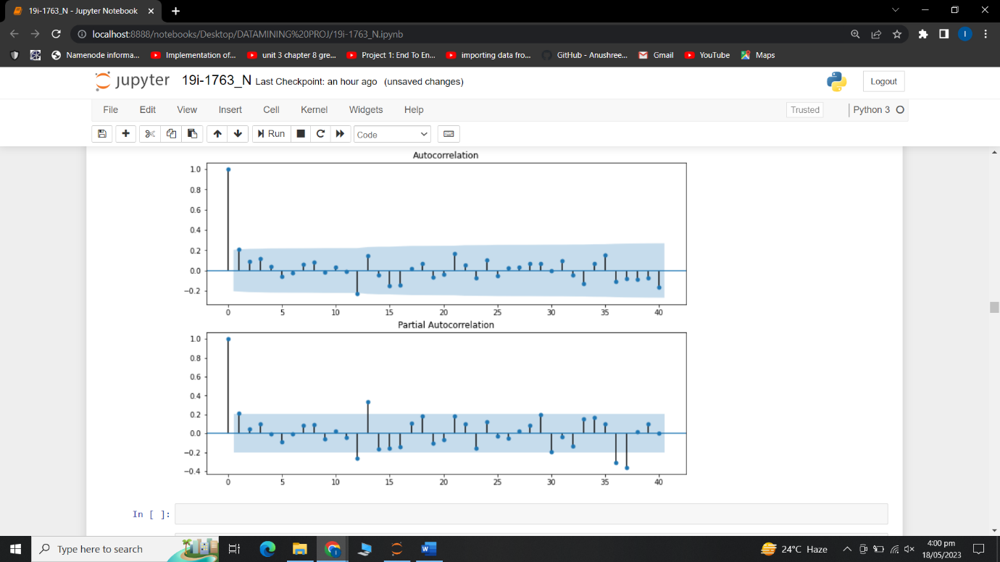 19i-1763_N - Jupyter Notebook
localhost:8888/notebooks/Desktop/DATAMINING%20PROJ/19i-1763_N.ipynb
I
Namenode informa... Implementation of... unit 3 chapter 8 gre... Project 1: End To En... importing data fro... GitHub - Anushree... Gmail YouTube Maps
jupyter 19i-1763_N Last Checkpoint: an hour ago (unsaved changes) Logout
File Edit View Insert Cell Kernel Widgets Help Trusted Python 3
Run Code
Autocorrelation
1.0
0.8
0.6
0.4
0.2
0.0
−0.2
0 5 10 15 20 25 30 35 40
Partial Autocorrelation
1.0
0.8
0.6
0.4
0.2
0.0
−0.2
−0.4
0 5 10 15 20 25 30 35 40
In [ ]:
Type here to search 24°C Haze 4:00 pm
18/05/2023